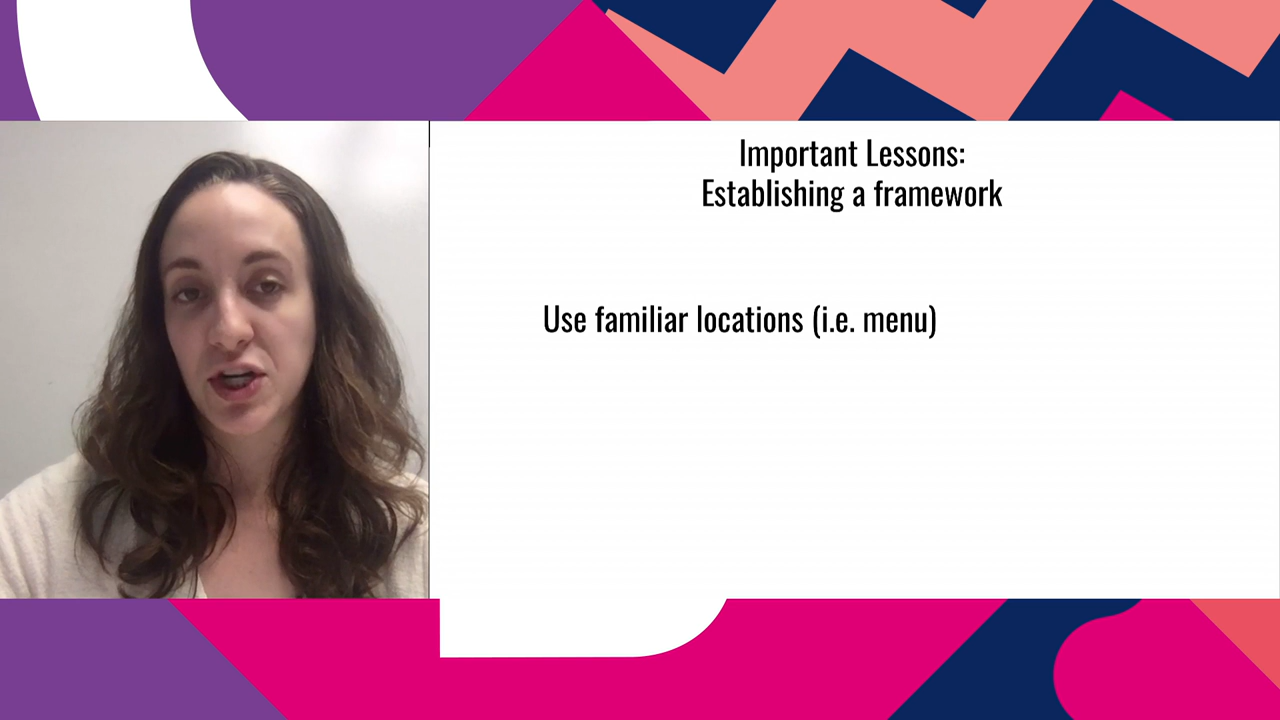 Important Lessons:
Establishing a framework
Use familiar locations (i.e. menu)